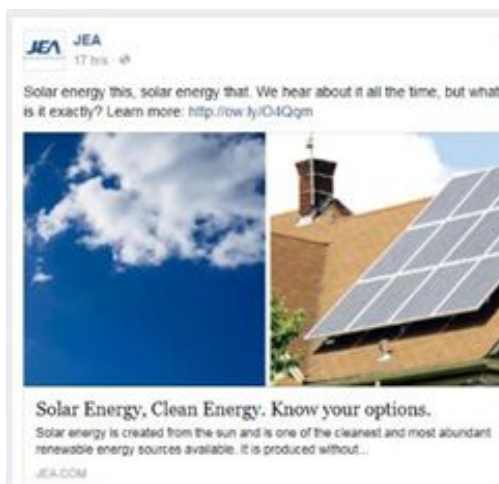 JEA
JEA
17 hrs ·
Solar energy this, solar energy that. We hear about it all the time, but what
is it exactly? Learn more: http://ow.ly/O4Qqm
Solar Energy, Clean Energy. Know your options.
Solar energy is created from the sun and is one of the cleanest and most abundant
renewable energy sources available. It is produced without...
JEA.COM